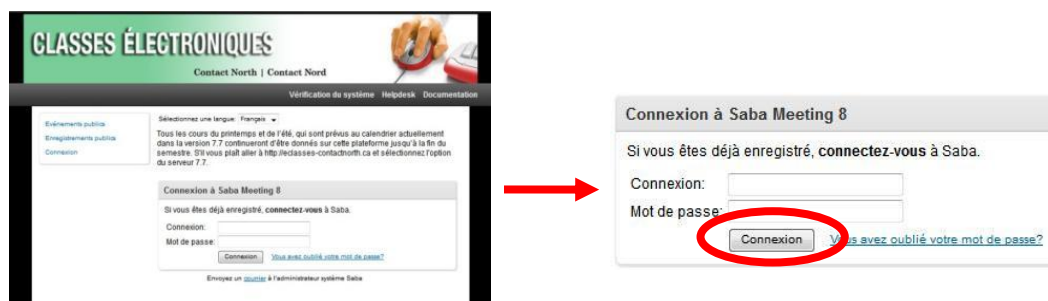 CLASSES ÉLECTRONIQUES
Contact North | Contact Nord
Vérification du système Helpdesk Documentation
Evénements publics
Enregistrements publics
Connexion
Sélectionnez une langue: Français
Tous les cours du printemps et de l'été, qui sont prévus au calendrier actuellement
dans la version 7.7 continueront d'être donnés sur cette plateforme jusqu'à la fin du
semestre. S'il vous plaît aller à http://eclasses-contactnorth.ca et sélectionnez l'option
du serveur 7.7.
Connexion à Saba Meeting 8
Si vous êtes déjà enregistré, connectez-vous à Saba.
Connexion:
Mot de passe:
Connexion Vous avez oublié votre mot de passe?
Envoyez un courrier à l'administrateur système Saba
Connexion à Saba Meeting 8
Si vous êtes déjà enregistré, connectez-vous à Saba.
Connexion:
Mot de passe:
Connexion Vous avez oublié votre mot de passe?